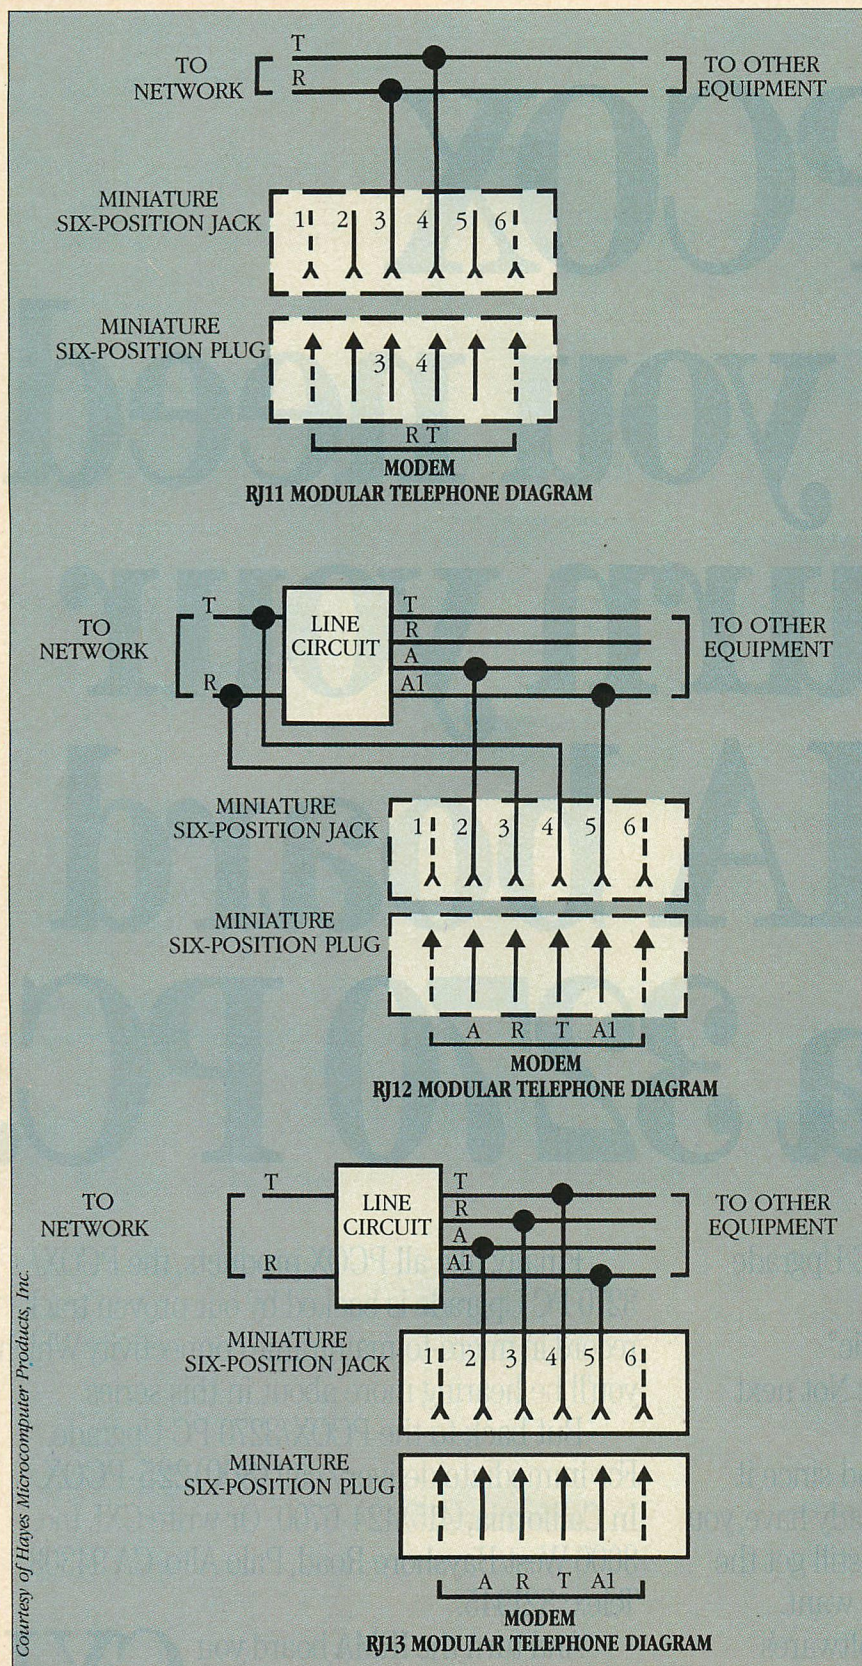 T
TO
NETWORK
R
TO OTHER
EQUIPMENT
MINIATURE
SIX-POSITION JACK
1 2 3 4 5 6
MINIATURE
SIX-POSITION PLUG
3 4
R T
MODEM
RJ11 MODULAR TELEPHONE DIAGRAM
TO
NETWORK
T
R
LINE
CIRCUIT
T
R
A
A1
TO OTHER
EQUIPMENT
MINIATURE
SIX-POSITION JACK
1 2 3 4 5 6
MINIATURE
SIX-POSITION PLUG
A R T A1
MODEM
RJ12 MODULAR TELEPHONE DIAGRAM
TO
NETWORK
T
R
LINE
CIRCUIT
T
R
A
A1
TO OTHER
EQUIPMENT
MINIATURE
SIX-POSITION JACK
1 2 3 4 5 6
MINIATURE
SIX-POSITION PLUG
A R T A1
MODEM
RJ13 MODULAR TELEPHONE DIAGRAM
Courtesy of Hayes Microcomputer Products, Inc.